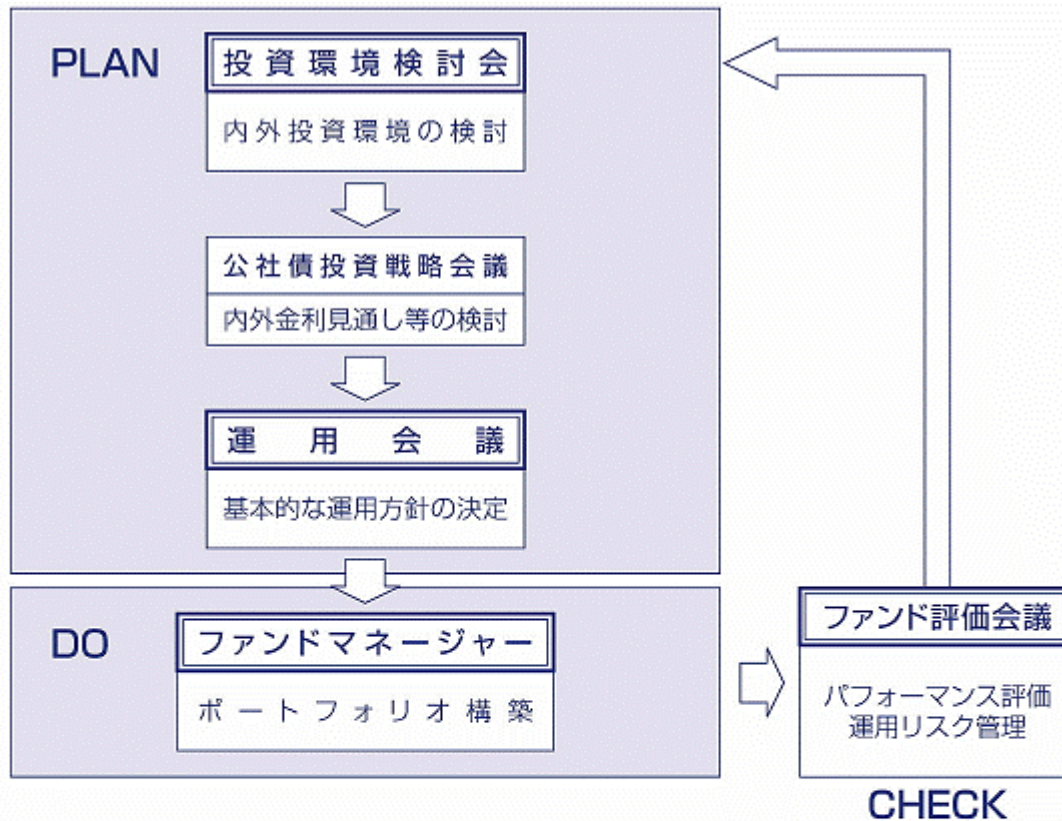 PLAN
投資環境検討会
内外投資環境の検討
公社債投資戦略会議
内外金利見通し等の検討
運用会議
基本的な運用方針の決定
DO
ファンドマネージャー
ポートフォリオ構築
ファンド評価会議
パフォーマンス評価
運用リスク管理
CHECK